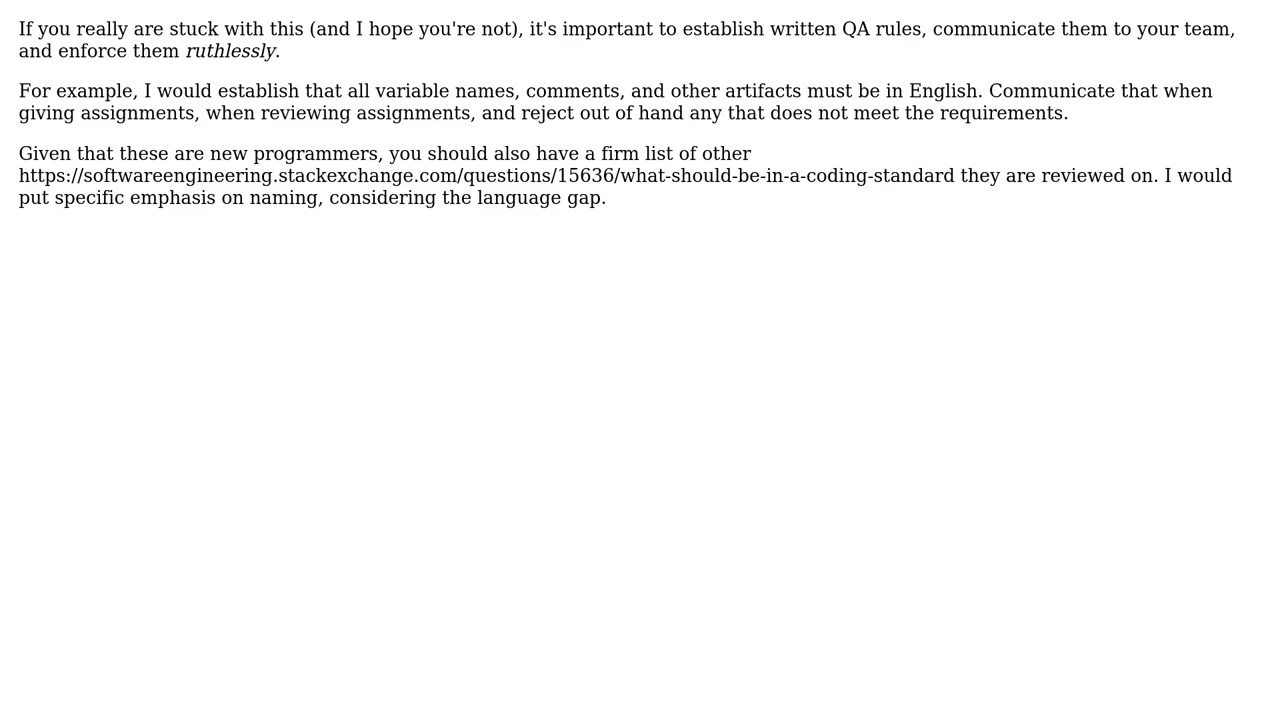 If you really are stuck with this (and I hope you're not), it's important to establish written QA rules, communicate them to your team,
and enforce them ruthlessly.
For example, I would establish that all variable names, comments, and other artifacts must be in English. Communicate that when
giving assignments, when reviewing assignments, and reject out of hand any that does not meet the requirements.
Given that these are new programmers, you should also have a firm list of other
https://softwareengineering.stackexchange.com/questions/15636/what-should-be-in-a-coding-standard they are reviewed on. I would
put specific emphasis on naming, considering the language gap.